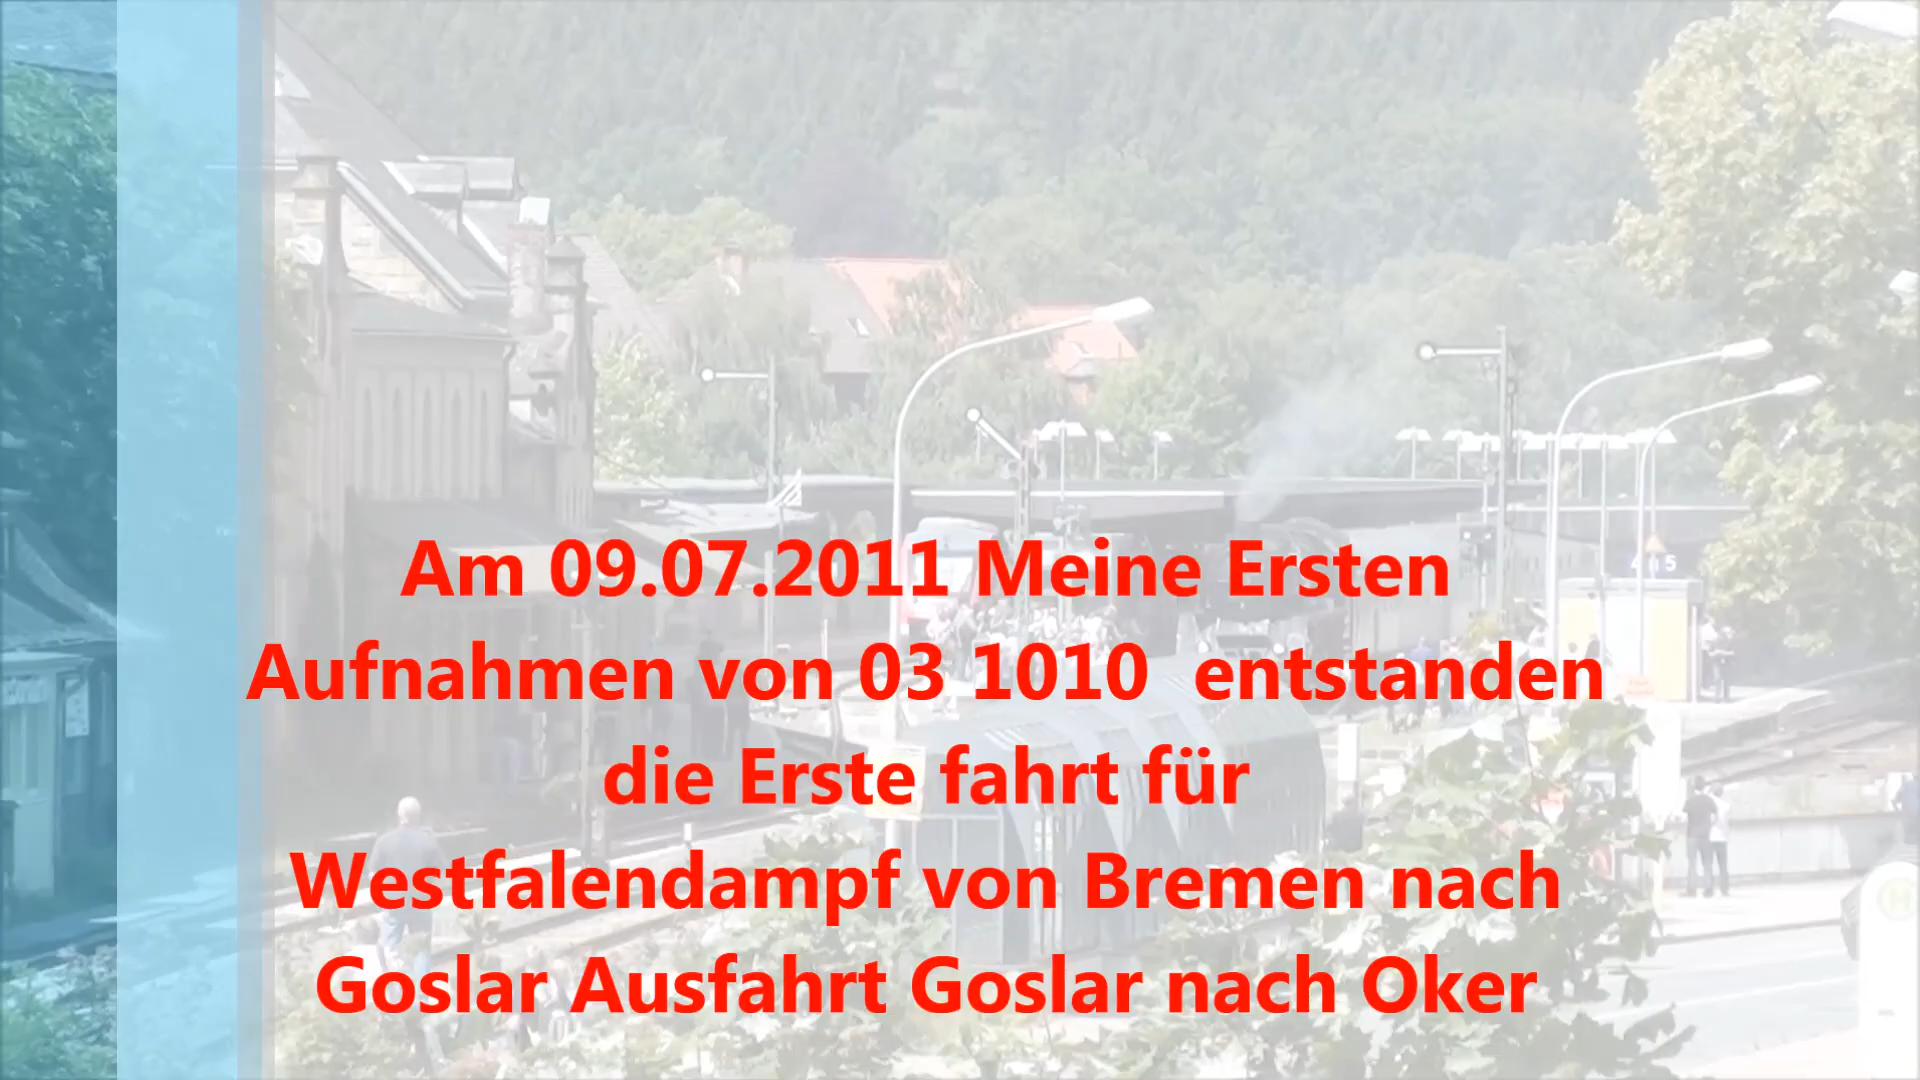 Am 09.07.2011 Meine Ersten
Aufnahmen von 03 1010 entstanden
die Erste fahrt für
Westfalendampf von Bremen nach
Goslar Ausfahrt Goslar nach Oker